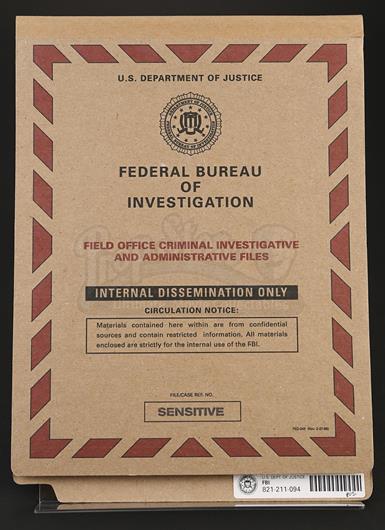 U.S. DEPARTMENT OF JUSTICE
FEDERAL BUREAU
OF
INVESTIGATION
FIELD OFFICE CRIMINAL INVESTIGATIVE
AND ADMINISTRATIVE FILES
INTERNAL DISSEMINATION ONLY
CIRCULATION NOTICE:
Materials contained here within are from confidential
sources and contain restricted information. All materials
enclosed are strictly for the internal use of the FBI.
FILE/CASE REF. NO.
SENSITIVE
U.S. DEPT. OF JUSTICE
FBI
821-211-094